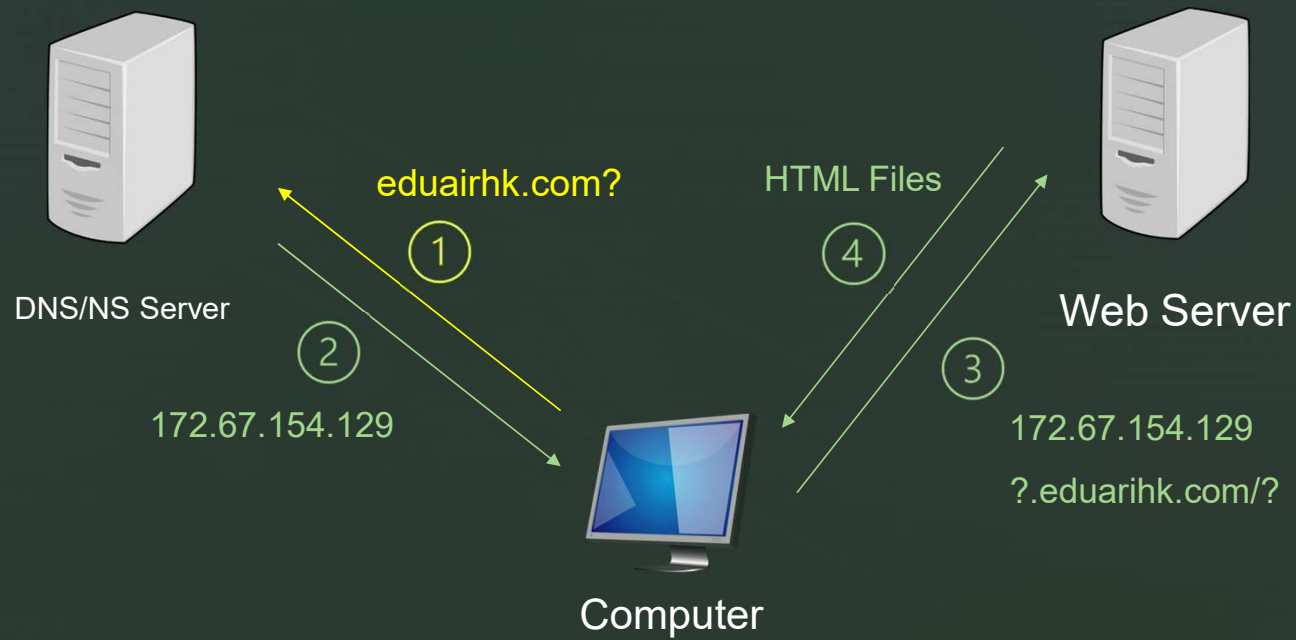 eduairhk.com?
HTML Files
1
4
DNS/NS Server
Web Server
2
3
172.67.154.129
172.67.154.129
?.eduarihk.com/?
Computer